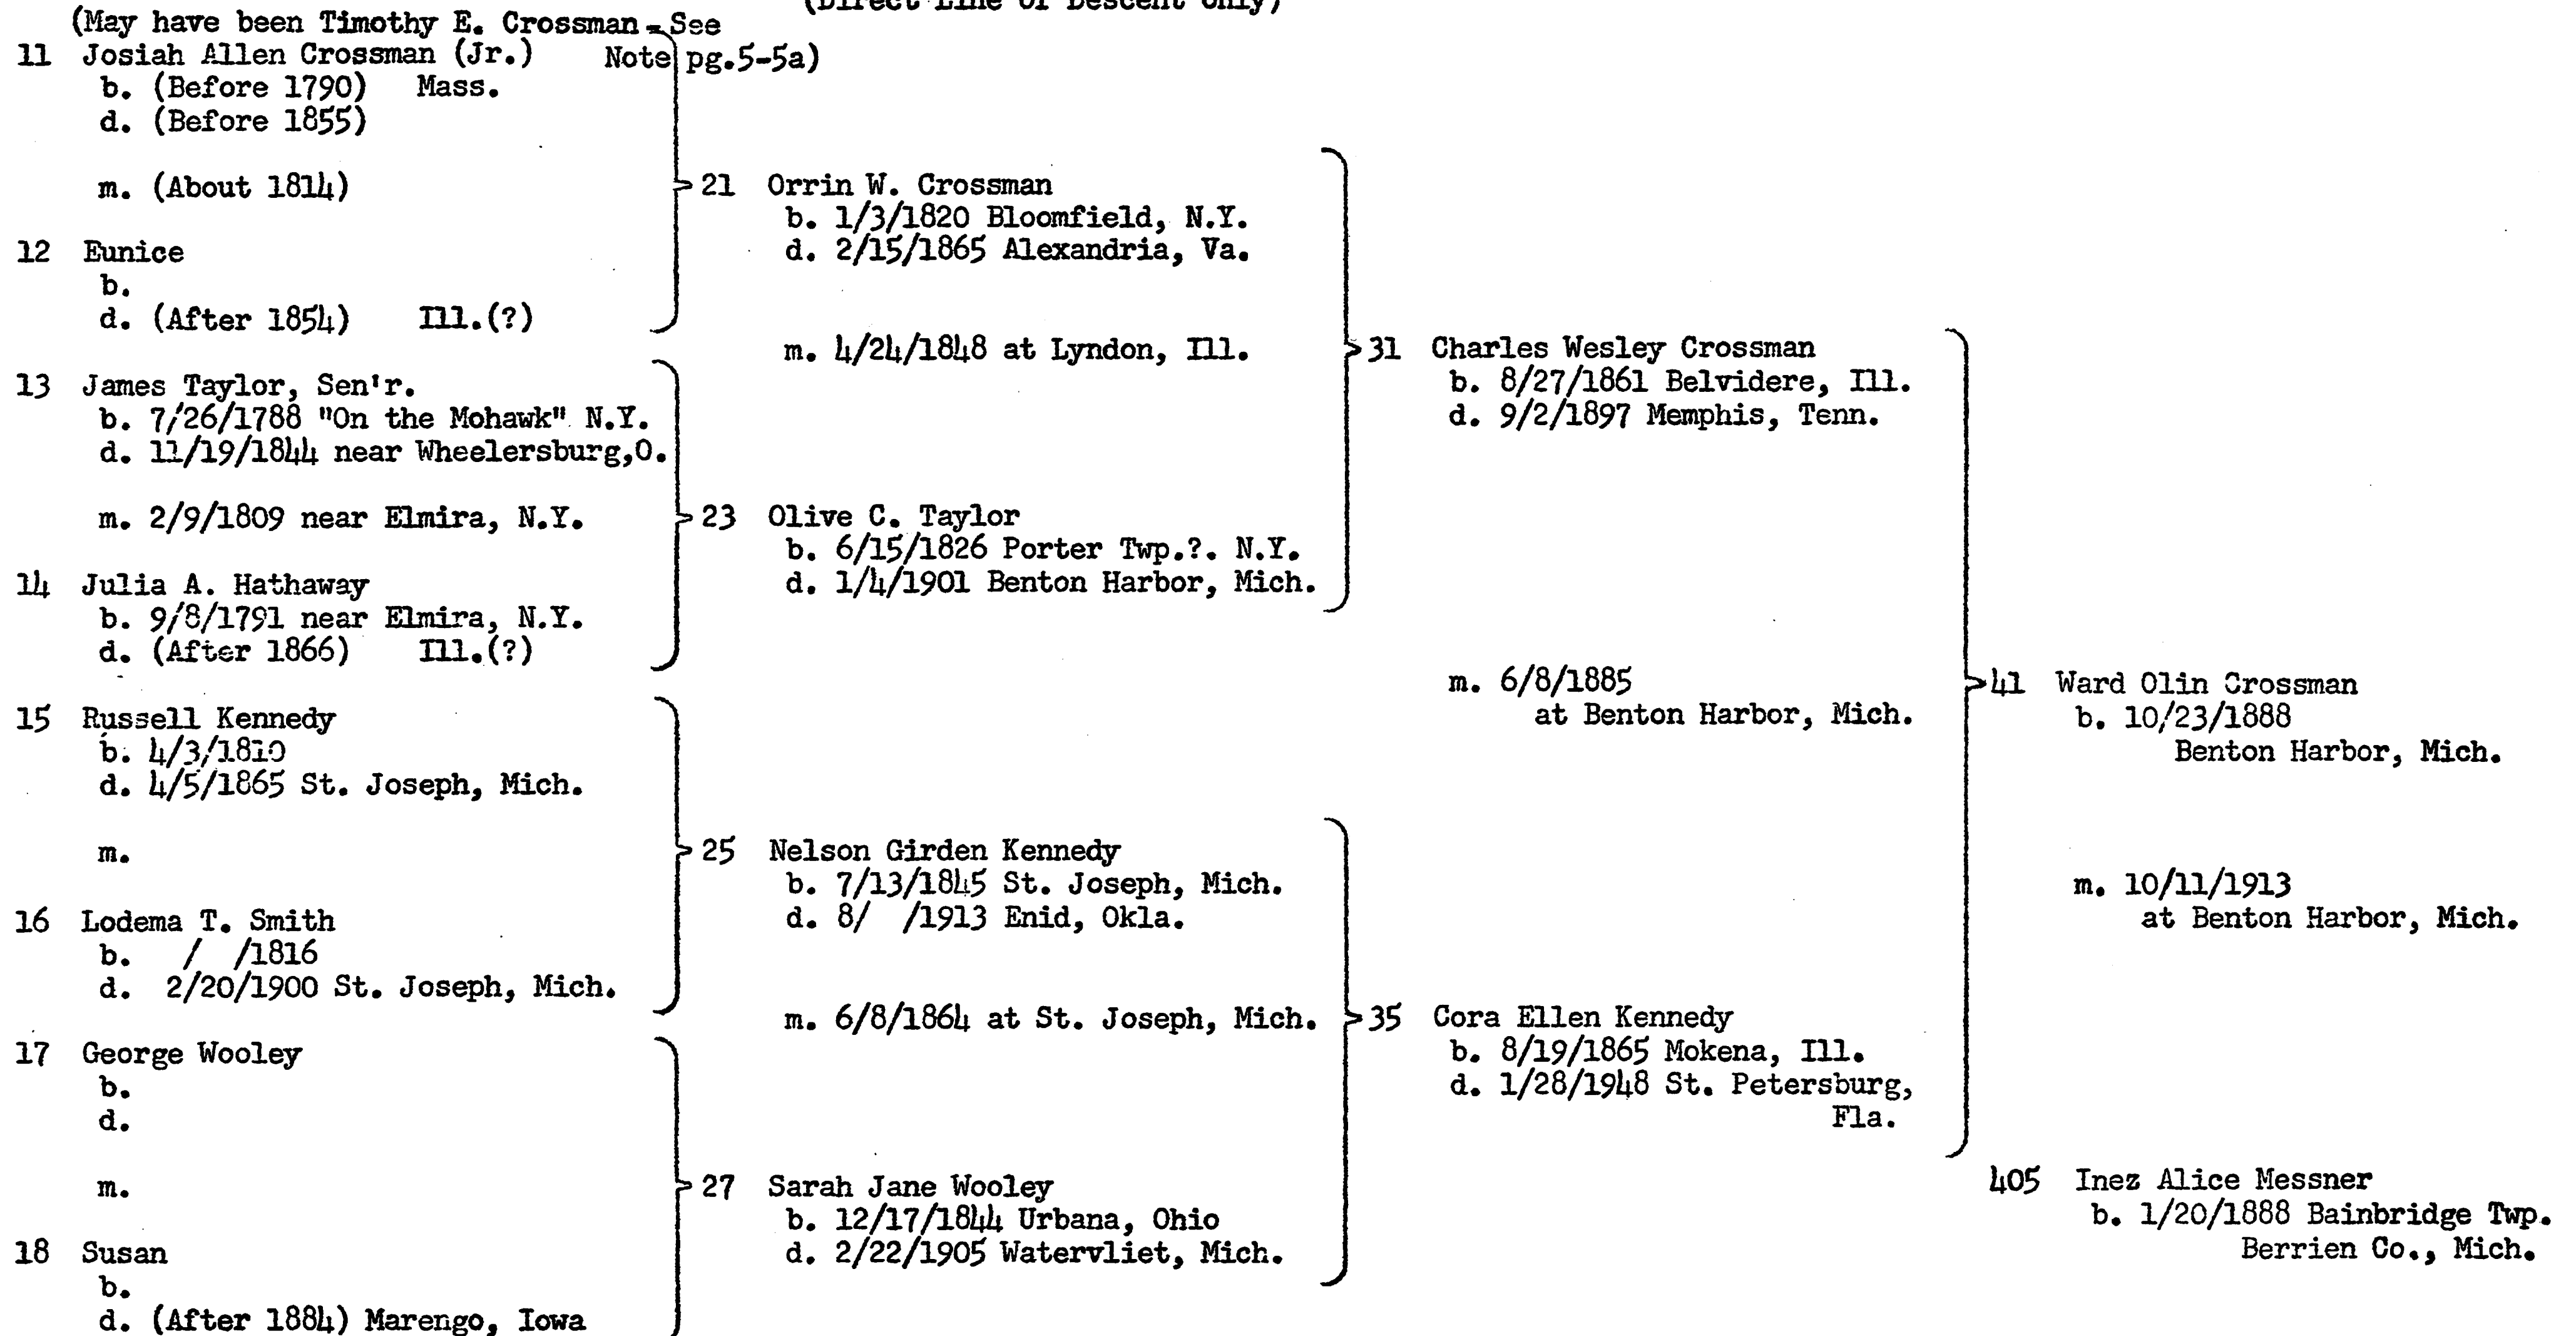 (Direct Line of Descent Only)
(May have been Timothy E. Crossman - See
11 Josiah Allen Crossman (Jr.) Note pg.5-5a)
b. (Before 1790) Mass.
d. (Before 1855)
m. (About 1814)
12 Eunice
b.
d. (After 1854) Ill.(?)
13 James Taylor, Sen'r.
b. 7/26/1788 "On the Mohawk" N.Y.
d. 11/19/1844 near Wheelersburg,O.
m. 2/9/1809 near Elmira, N.Y.
14 Julia A. Hathaway
b. 9/8/1791 near Elmira, N.Y.
d. (After 1866) Ill.(?)
15 Russell Kennedy
b. 4/3/1810
d. 4/5/1865 St. Joseph, Mich.
m.
16 Lodema T. Smith
b. / /1816
d. 2/20/1900 St. Joseph, Mich.
17 George Wooley
b.
d.
m.
18 Susan
b.
d. (After 1884) Marengo, Iowa
21 Orrin W. Crossman
b. 1/3/1820 Bloomfield, N.Y.
d. 2/15/1865 Alexandria, Va.
m. 4/24/1848 at Lyndon, Ill.
23 Olive C. Taylor
b. 6/15/1826 Porter Twp.?. N.Y.
d. 1/4/1901 Benton Harbor, Mich.
25 Nelson Girden Kennedy
b. 7/13/1845 St. Joseph, Mich.
d. 8/ /1913 Enid, Okla.
m. 6/8/1864 at St. Joseph, Mich.
27 Sarah Jane Wooley
b. 12/17/1844 Urbana, Ohio
d. 2/22/1905 Watervliet, Mich.
31 Charles Wesley Crossman
b. 8/27/1861 Belvidere, Ill.
d. 9/2/1897 Memphis, Tenn.
m. 6/8/1885
at Benton Harbor, Mich.
35 Cora Ellen Kennedy
b. 8/19/1865 Mokena, Ill.
d. 1/28/1948 St. Petersburg,
Fla.
41 Ward Olin Crossman
b. 10/23/1888
Benton Harbor, Mich.
m. 10/11/1913
at Benton Harbor, Mich.
405 Inez Alice Messner
b. 1/20/1888 Bainbridge Twp.
Berrien Co., Mich.